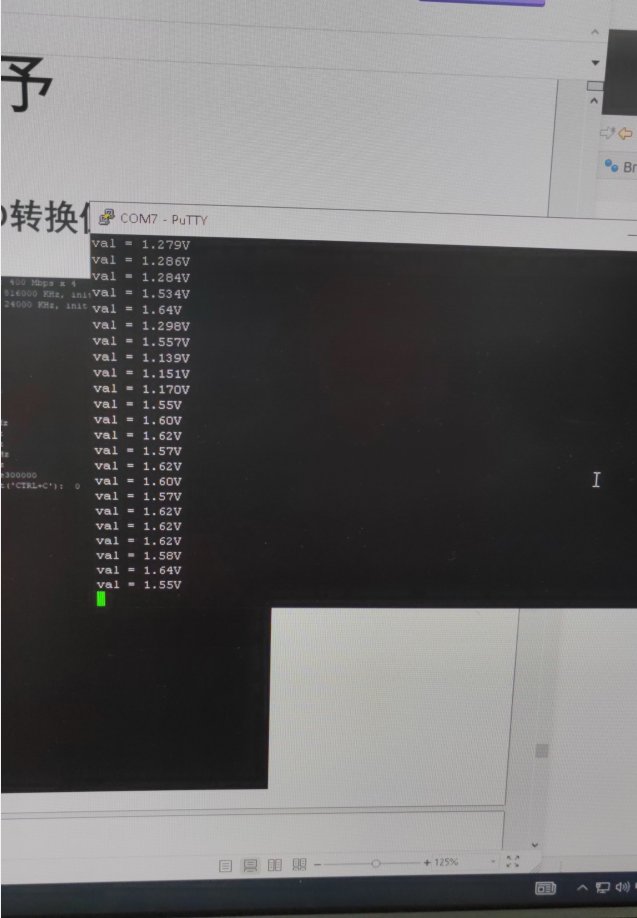 予
转换
COM7 - PuTTY
val = 1.279V
val = 1.286V
val = 1.284V
val = 1.534V
val = 1.64V
val = 1.298V
val = 1.557V
val = 1.139V
val = 1.151V
val = 1.170V
val = 1.55V
val = 1.60V
val = 1.62V
val = 1.57V
val = 1.62V
val = 1.60V
val = 1.57V
val = 1.62V
val = 1.62V
val = 1.62V
val = 1.58V
val = 1.64V
val = 1.55V
400 Mbps x 4
516000 KHz, init
24000 KHz, init
300000
('CTRL+C'): 0
Br
125%